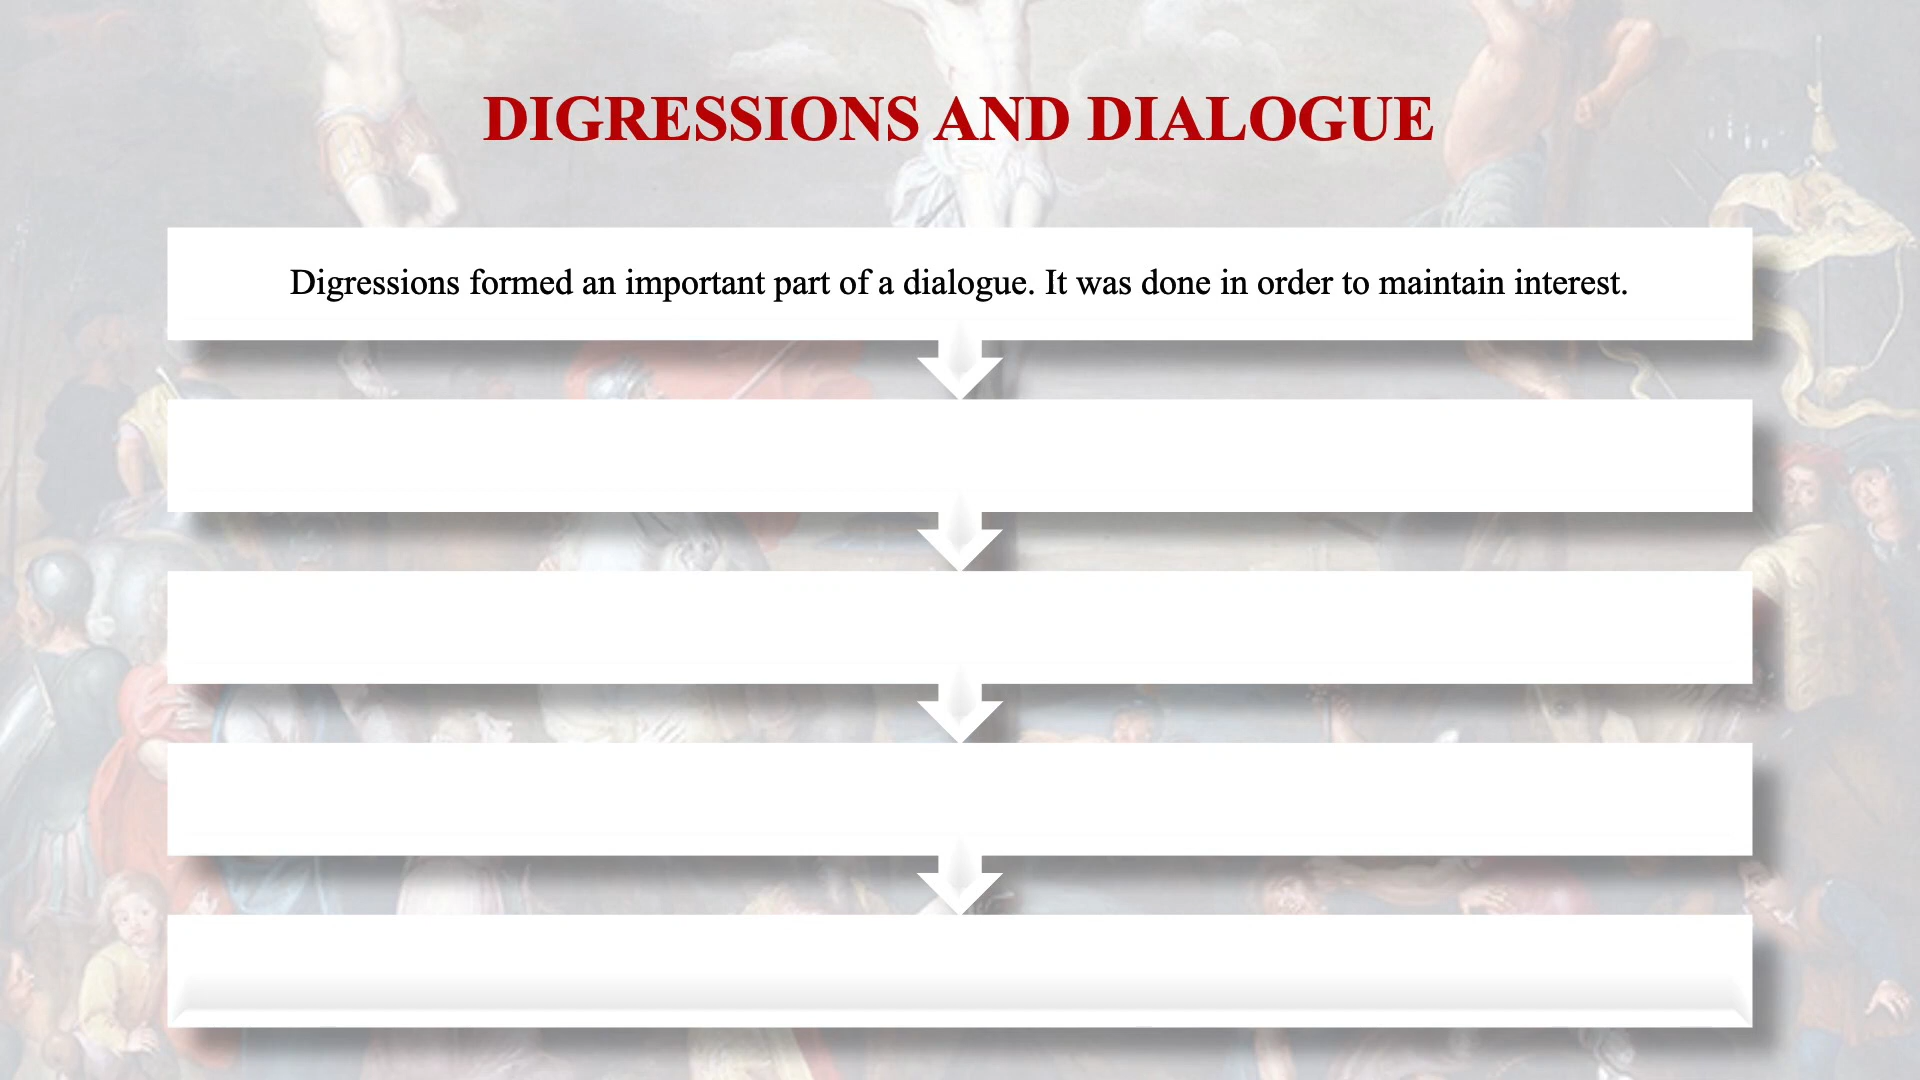 DIGRESSIONS AND DIALOGUE
Digressions formed an important part of a dialogue. It was done in order to maintain interest.